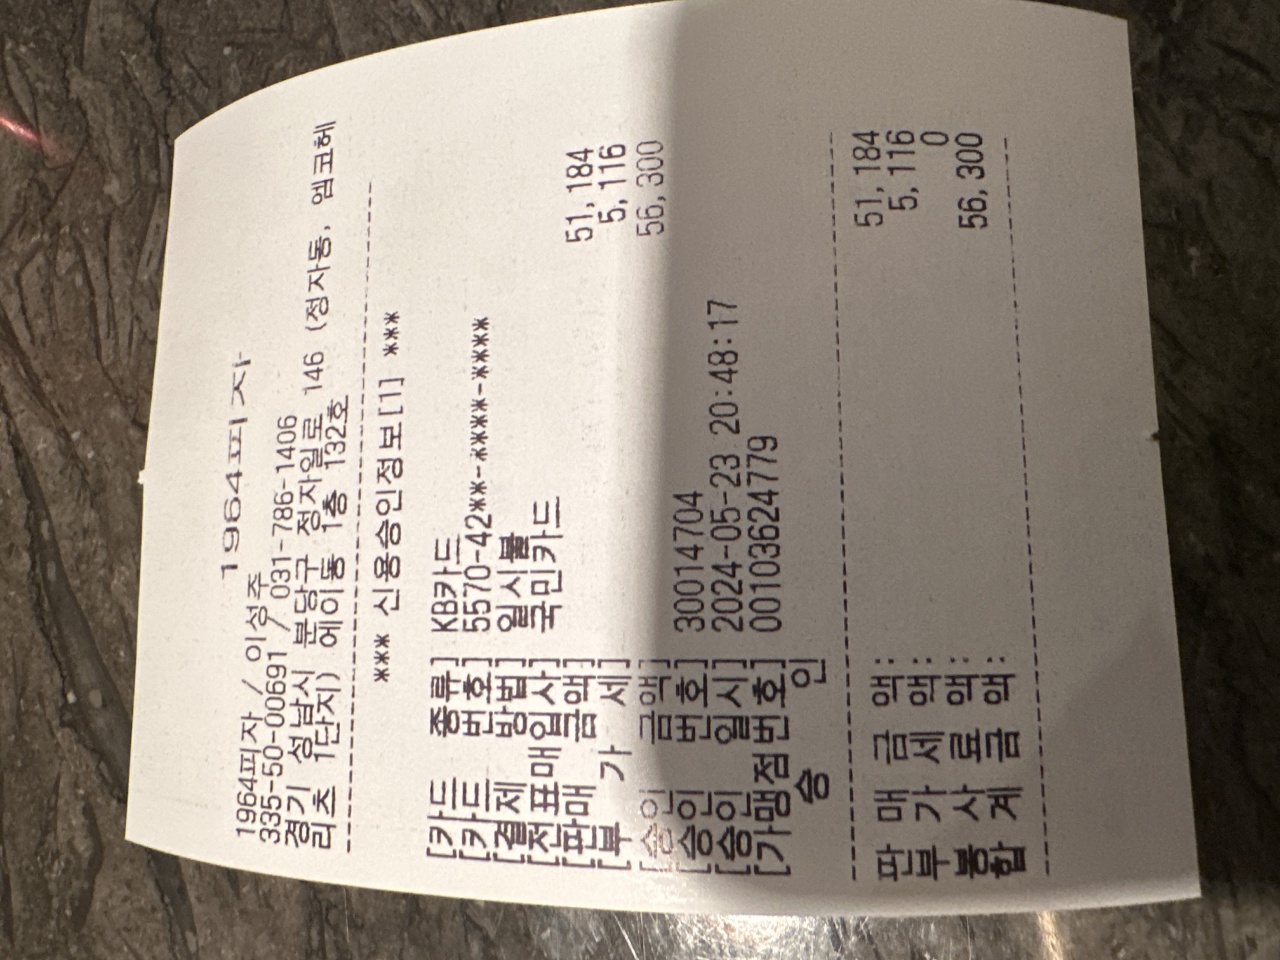 1964피자
1964피자 / 이성주
335-50-00691 / 031-786-1406
경기 성남시 분당구 정자일로 146 (정자동, 엠코헤
리츠 1단지) 에이동 1층 132호
*** 신용승인정보[1] ***
[카드 종류] KB카드
[카드 번호] 5570-42**-****-****
[결제 방법] 일시불
[전표매입사] 국민카드
[판매 금액] 51,184
[부 가 세] 5,116
[승인 금액] 56,300
[승인 번호] 30014704
[승인 일시] 2024-05-23 20:48:17
[가맹점번호] 00103624779
승 인
판 매 금 액: 51,184
부 가 세 액: 5,116
봉 사 료 액: 0
합 계 금 액: 56,300